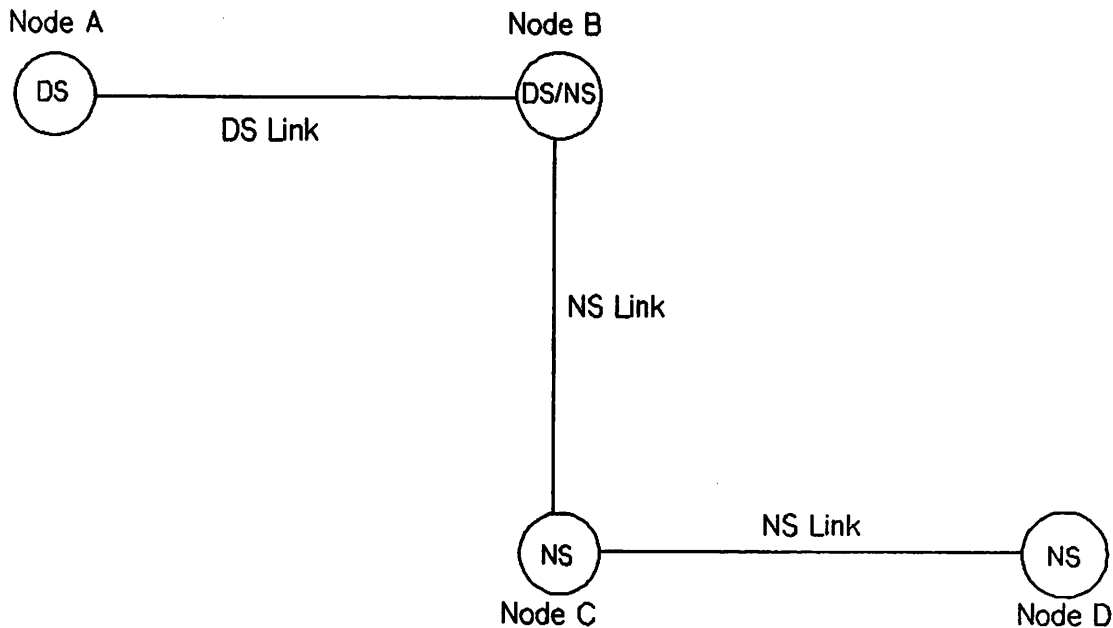 Node A
Node B
DS
DS/NS
DS Link
NS Link
NS Link
NS
NS
Node C
Node D